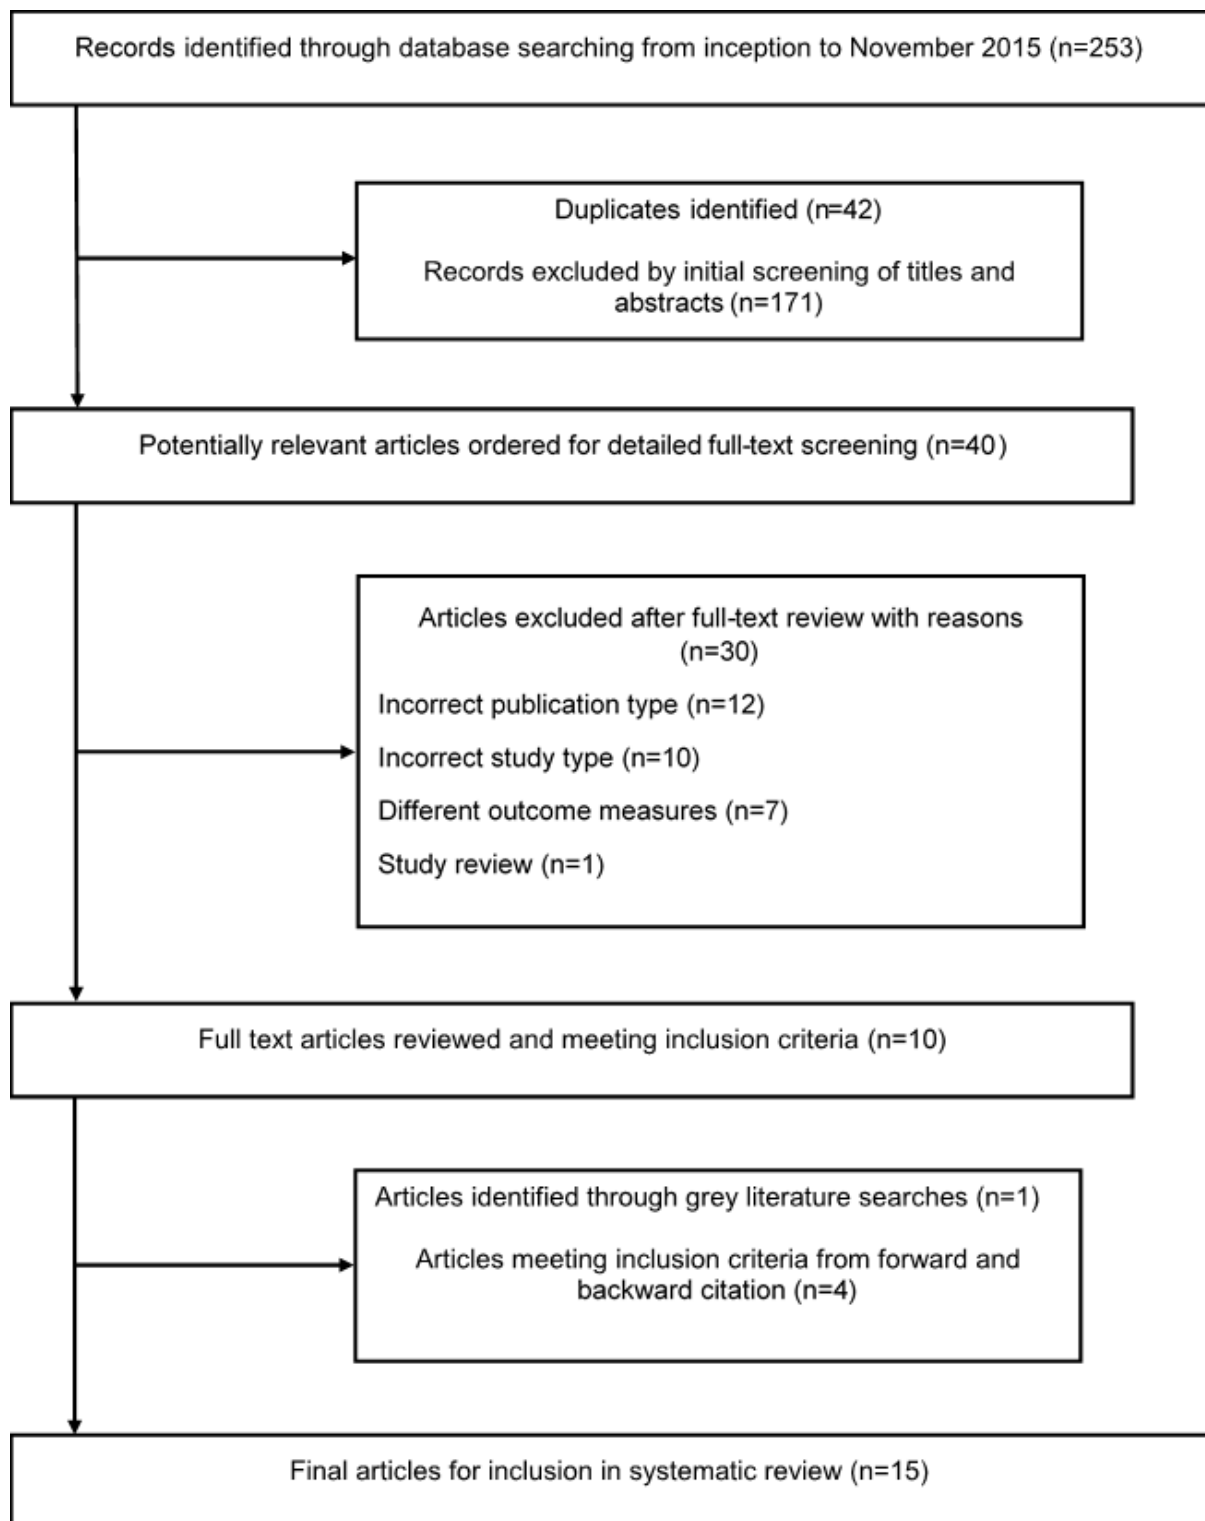 Records identified through database searching from inception to November 2015 (n=253)
Duplicates identified (n=42)
Records excluded by initial screening of titles and
abstracts (n=171)
Potentially relevant articles ordered for detailed full-text screening (n=40)
Articles excluded after full-text review with reasons
(n=30)
Incorrect publication type (n=12)
Incorrect study type (n=10)
Different outcome measures (n=7)
Study review (n=1)
Full text articles reviewed and meeting inclusion criteria (n=10)
Articles identified through grey literature searches (n=1)
Articles meeting inclusion criteria from forward and
backward citation (n=4)
Final articles for inclusion in systematic review (n=15)